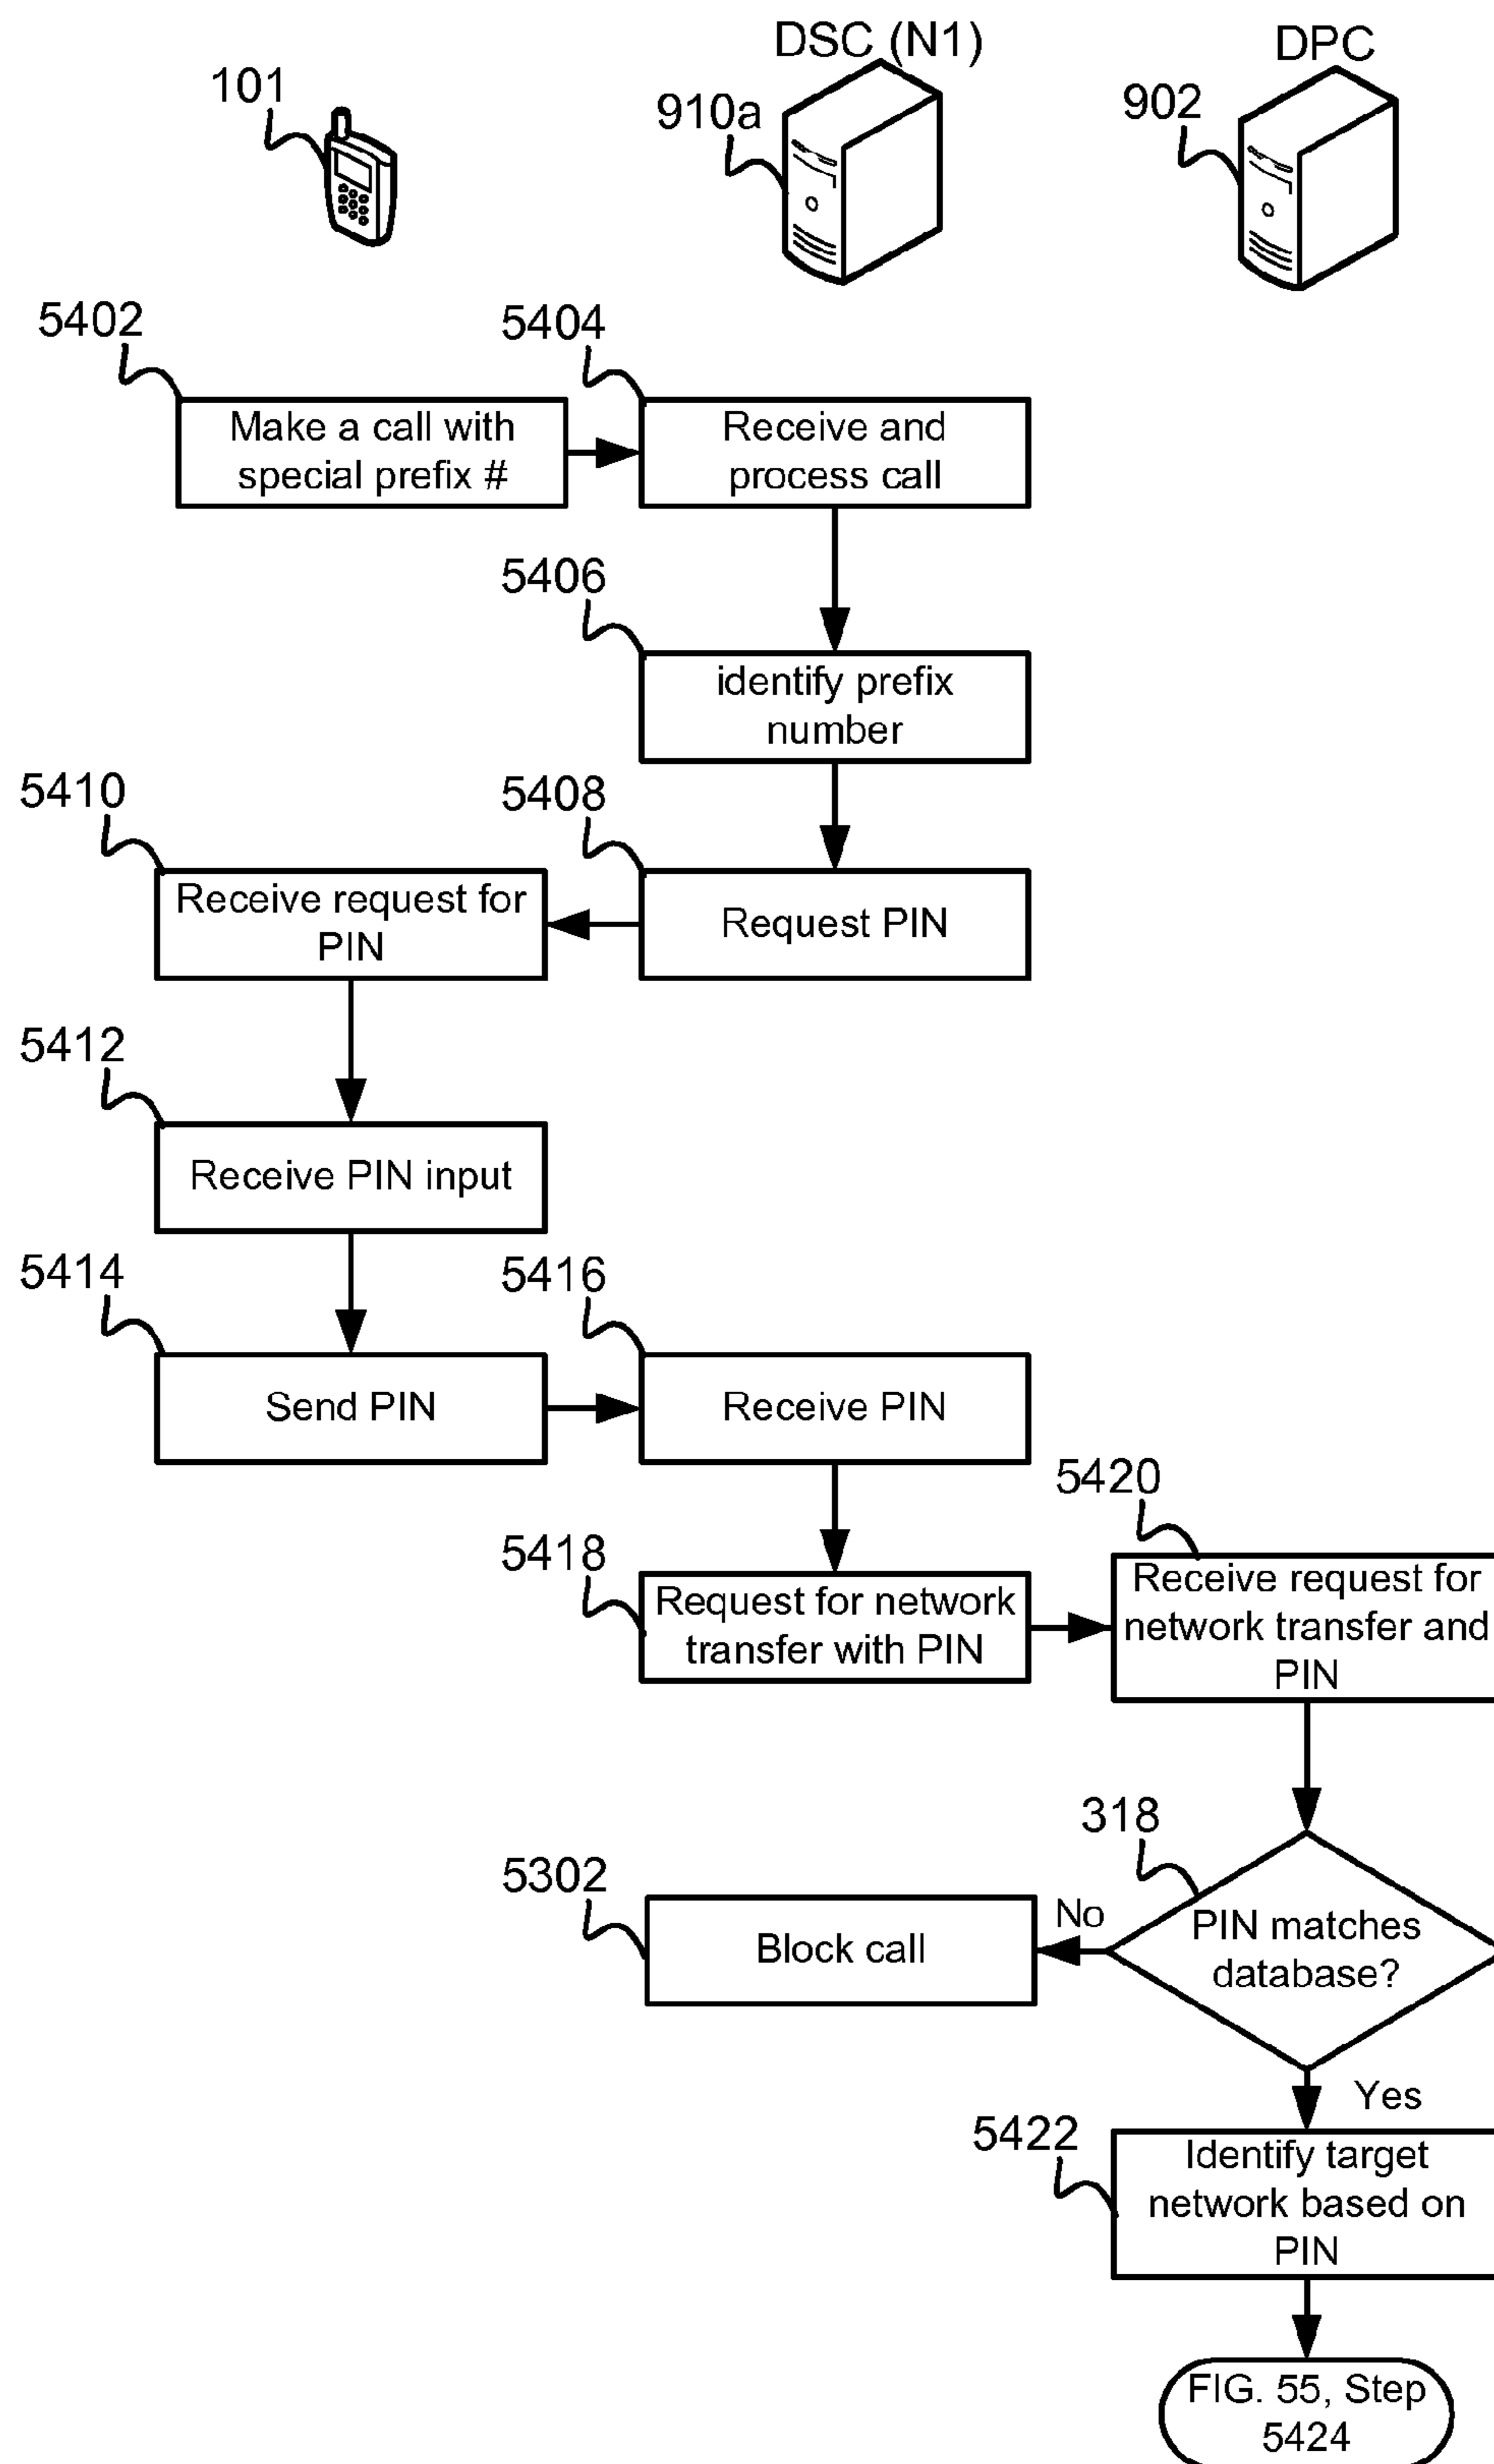 DSC (N1)
DPC
101
910a
902
5402
5404
Make a call with
special prefix #
Receive and
process call
5406
identify prefix
number
5410
5408
Receive request for
PIN
Request PIN
5412
Receive PIN input
5414
5416
Send PIN
Receive PIN
5420
5418
Request for network
transfer with PIN
Receive request for
network transfer and
PIN
318
5302
No
Block call
PIN matches
database?
Yes
5422
Identify target
network based on
PIN
FIG. 55, Step
5424